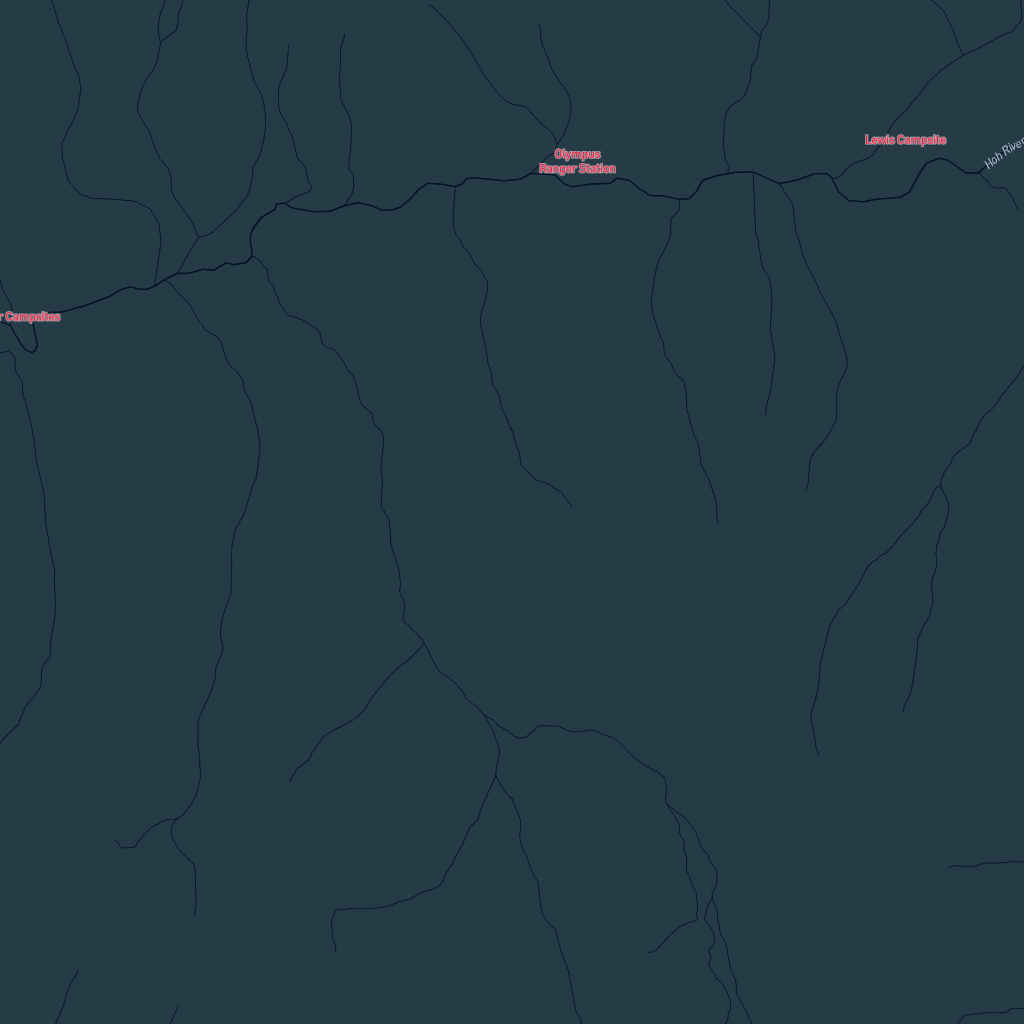 Lewis Campsite
Hoh River
Olympus
Ranger Station
r Campsites